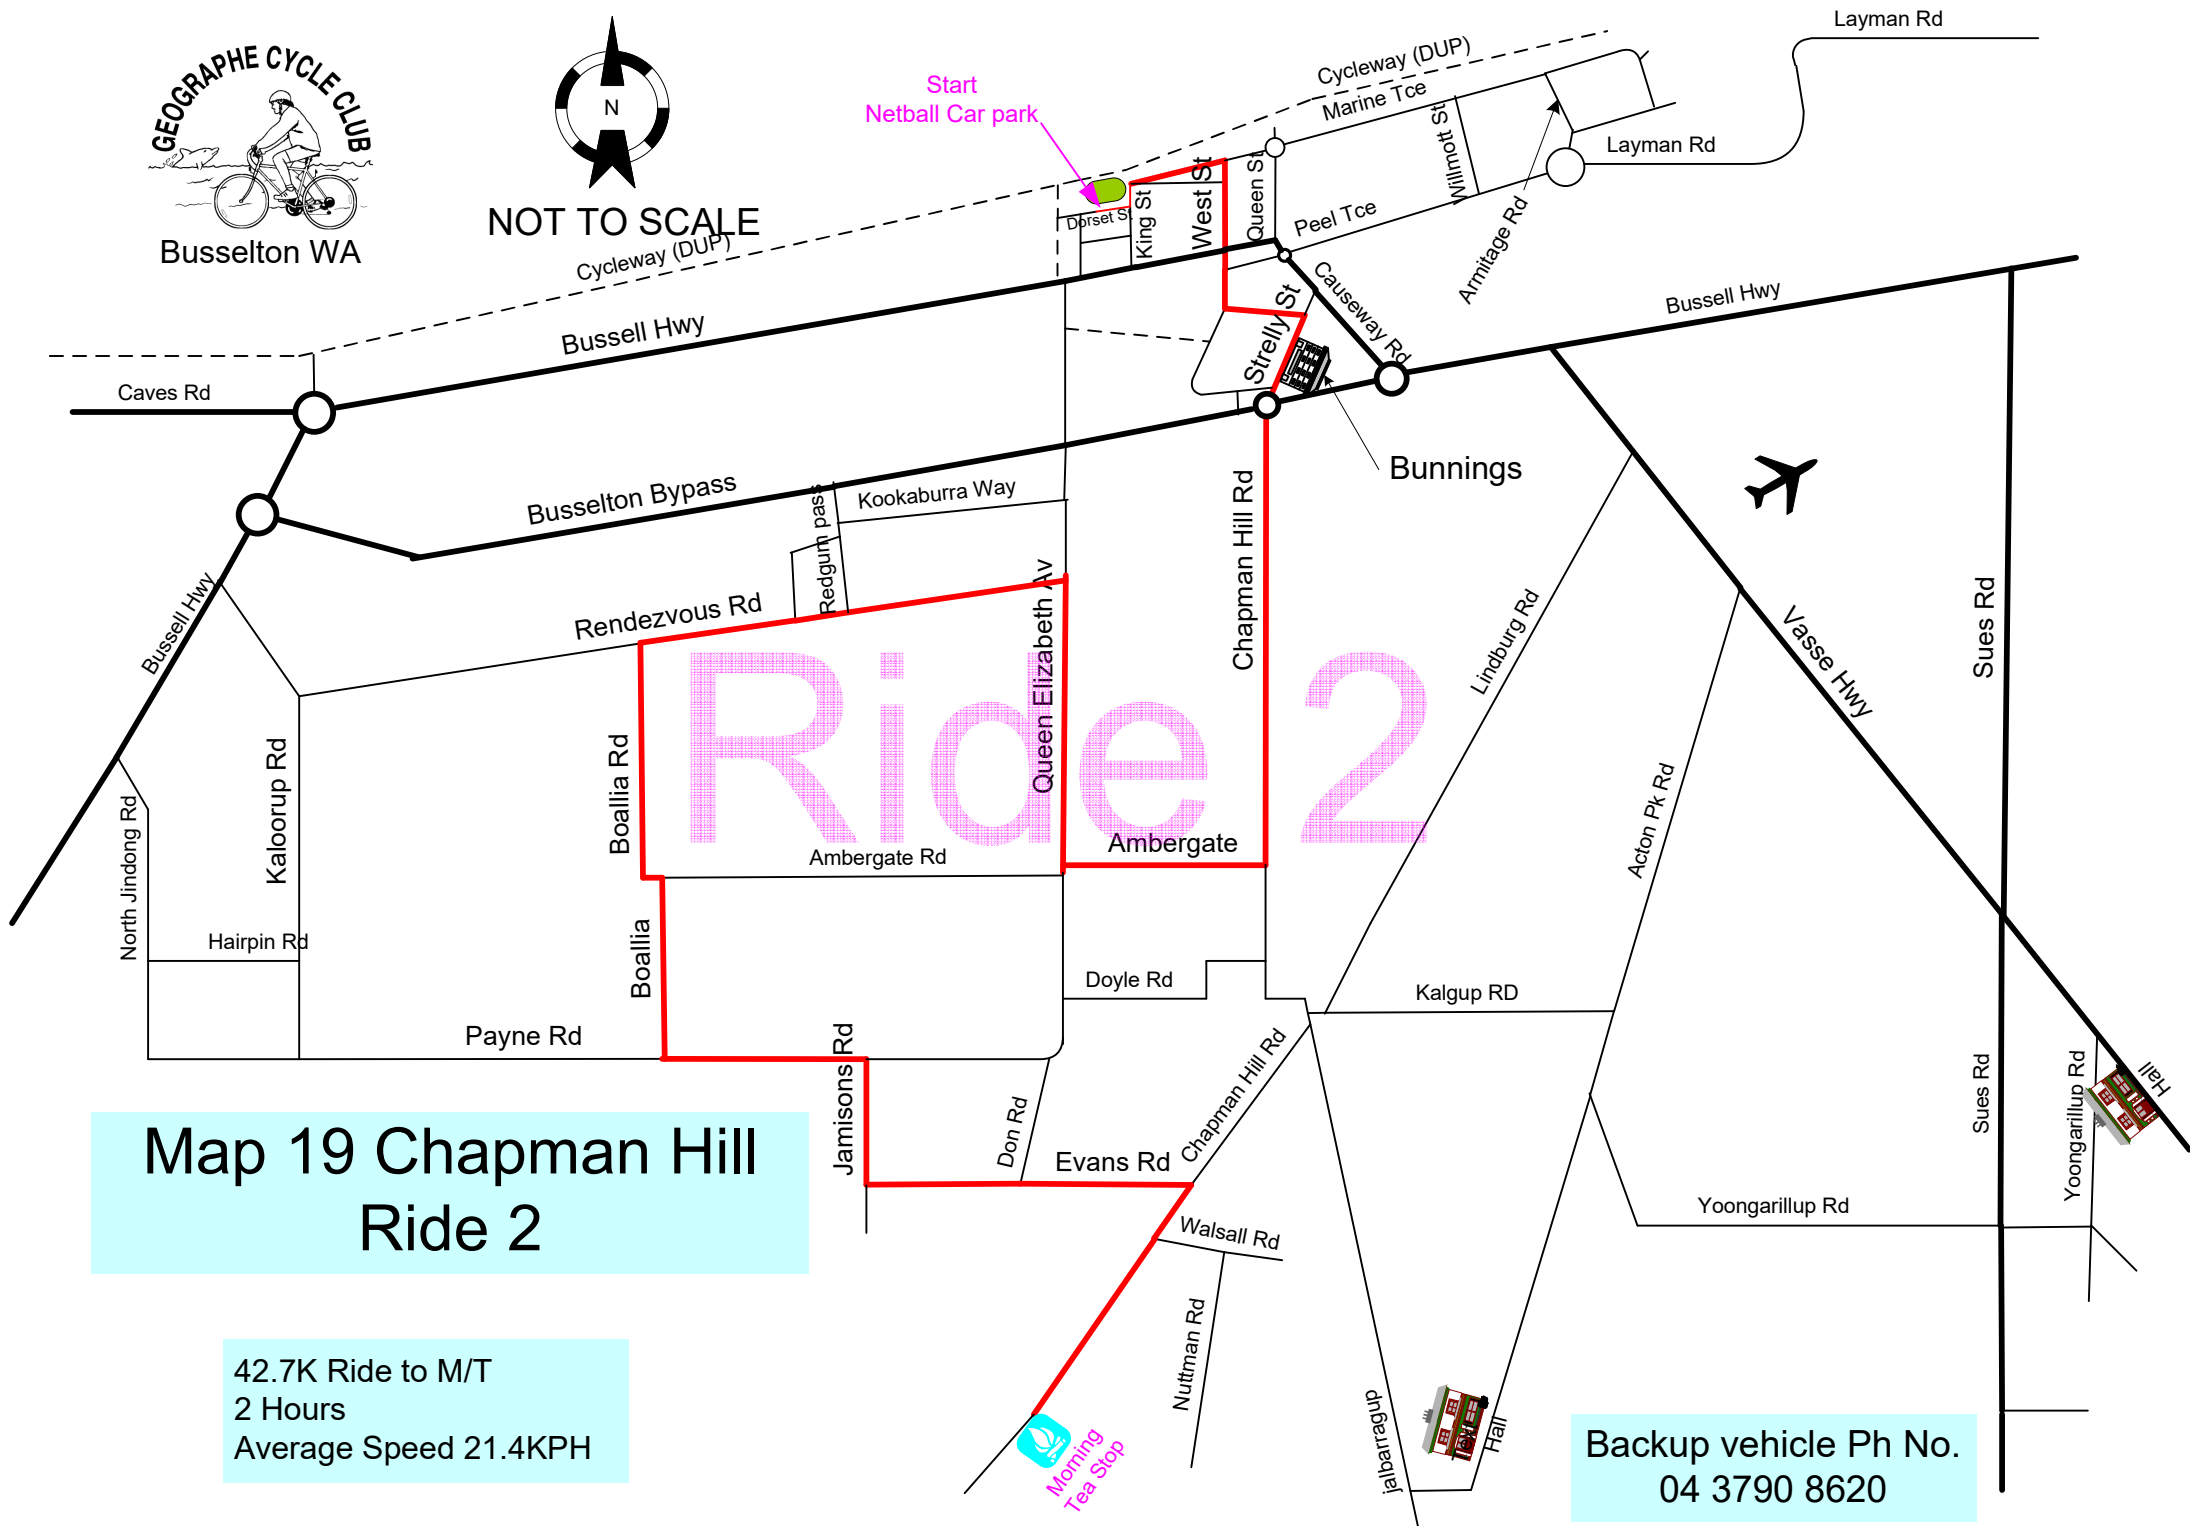 GEOGRAPHE CYCLE CLUB
Busselton WA
N
NOT TO SCALE
Start
Netball Car park
Cycleway (DUP)
Cycleway (DUP)
Marine Tce
Layman Rd
Layman Rd
Willmott St
Armitage Rd
Peel Tce
Queen St
West St
King St
Dorset St
Causeway Rd
Strelly St
Bussell Hwy
Bussell Hwy
Caves Rd
Bunnings
Busselton Bypass
Kookaburra Way
Redgum pass
Rendezvous Rd
Queen Elizabeth Av
Chapman Hill Rd
Bussell Hwy
Lindburg Rd
Vasse Hwy
Sues Rd
Ride 2
Boallia Rd
Kaloorup Rd
North Jindong Rd
Ambergate Rd
Ambergate
Acton Pk Rd
Hairpin Rd
Boallia
Doyle Rd
Kalgup RD
Payne Rd
Jamisons Rd
Don Rd
Chapman Hill Rd
Evans Rd
Sues Rd
Yoongarillup Rd
Hall
Yoongarillup Rd
Walsall Rd
Nuttman Rd
jalbarragup
Text
Hall
Morning
Tea Stop
Map 19 Chapman Hill
Ride 2
42.7K Ride to M/T
2 Hours
Average Speed 21.4KPH
Backup vehicle Ph No.
04 3790 8620